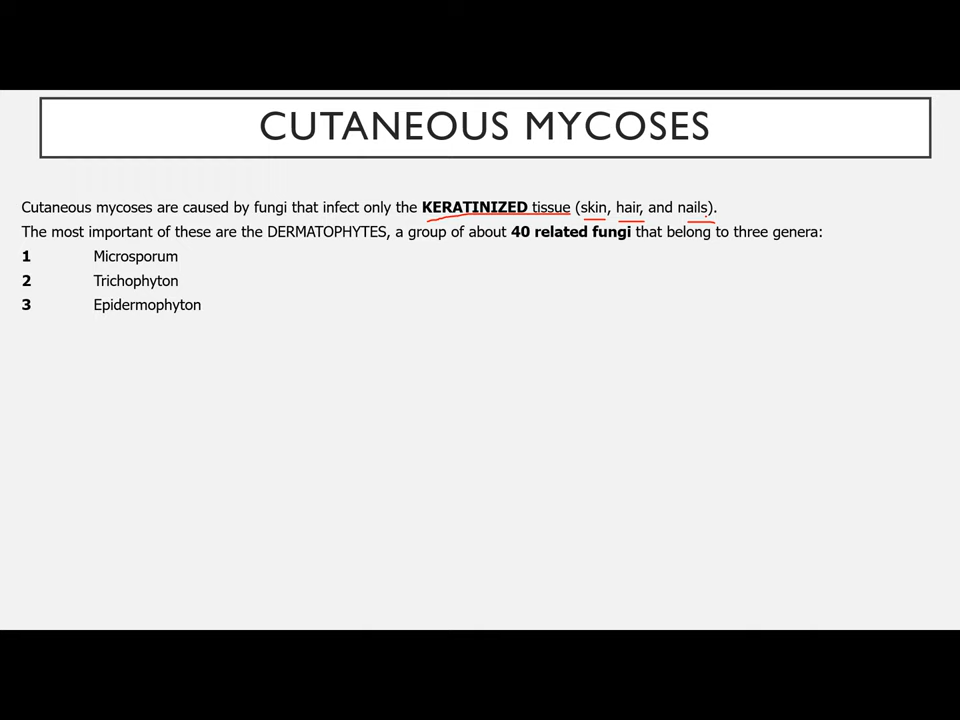 CUTANEOUS MYCOSES
Cutaneous mycoses are caused by fungi that infect only the KERATINIZED tissue (skin, hair, and nails).
The most important of these are the DERMATOPHYTES, a group of about 40 related fungi that belong to three genera:
1 Microsporum
2 Trichophyton
3 Epidermophyton